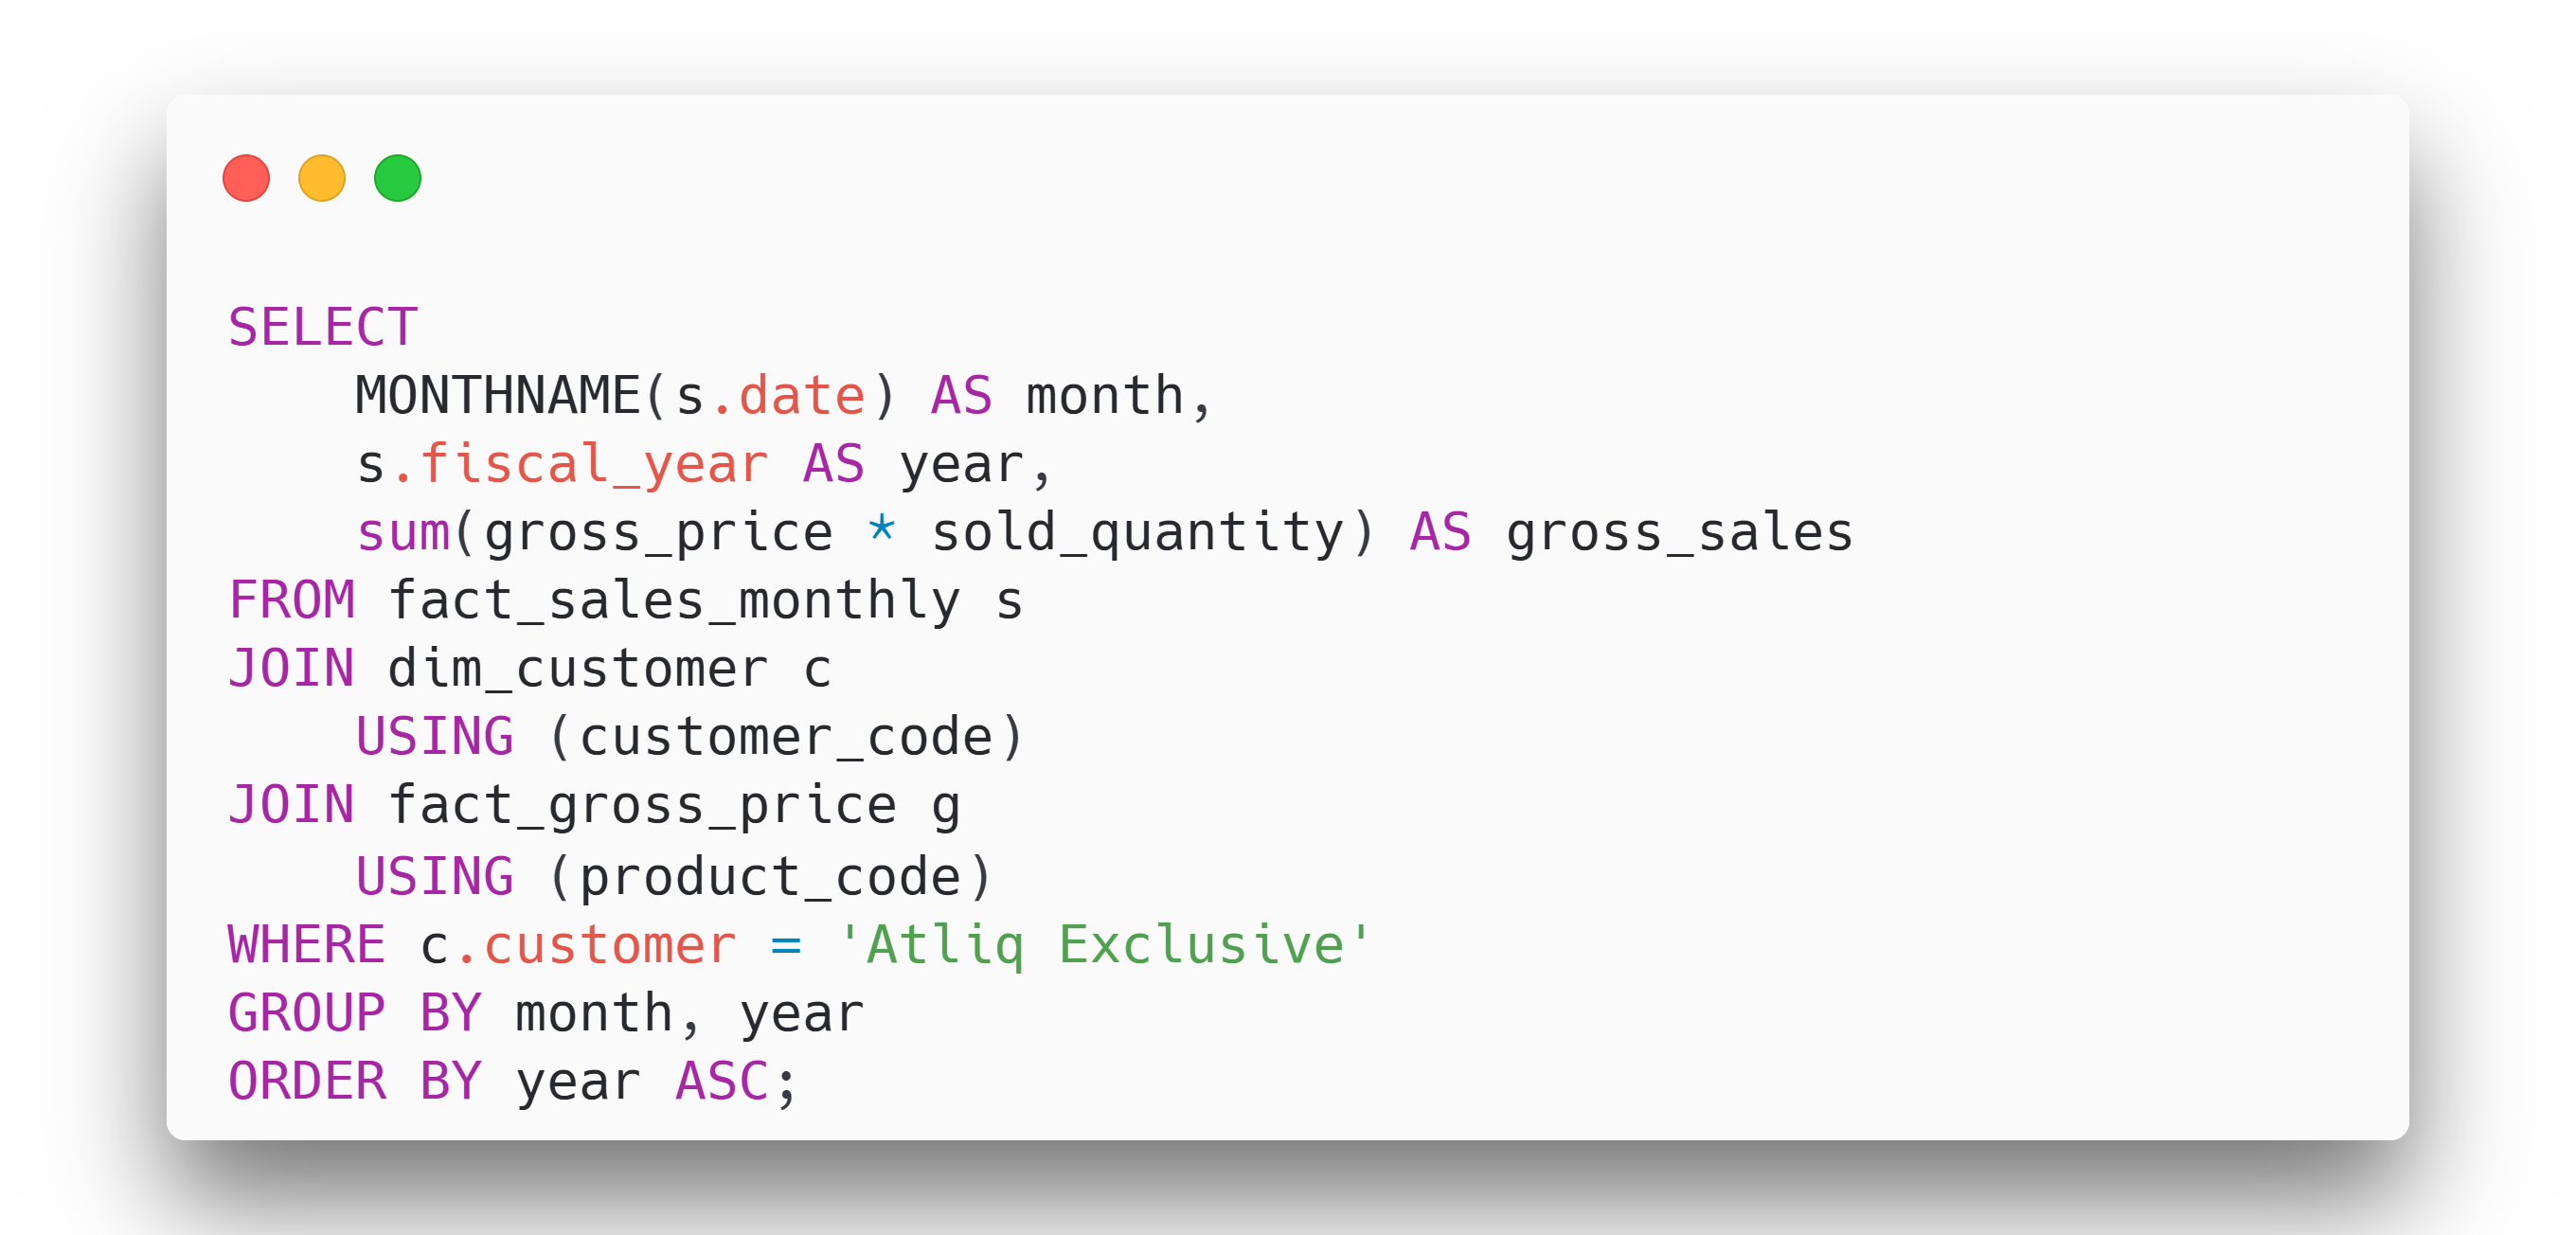 SELECT
    MONTHNAME(s.date) AS month,
    s.fiscal_year AS year,
    sum(gross_price * sold_quantity) AS gross_sales
FROM fact_sales_monthly s
JOIN dim_customer c
    USING (customer_code)
JOIN fact_gross_price g
    USING (product_code)
WHERE c.customer = 'Atliq Exclusive'
GROUP BY month, year
ORDER BY year ASC;